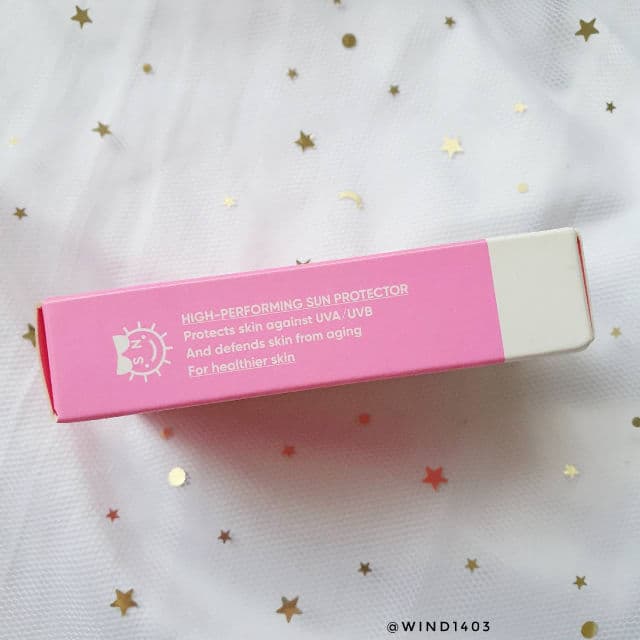 HIGH-PERFORMING SUN PROTECTOR
Protects skin against UVA/UVB
And defends skin from aging
For healthier skin
@WIND1403